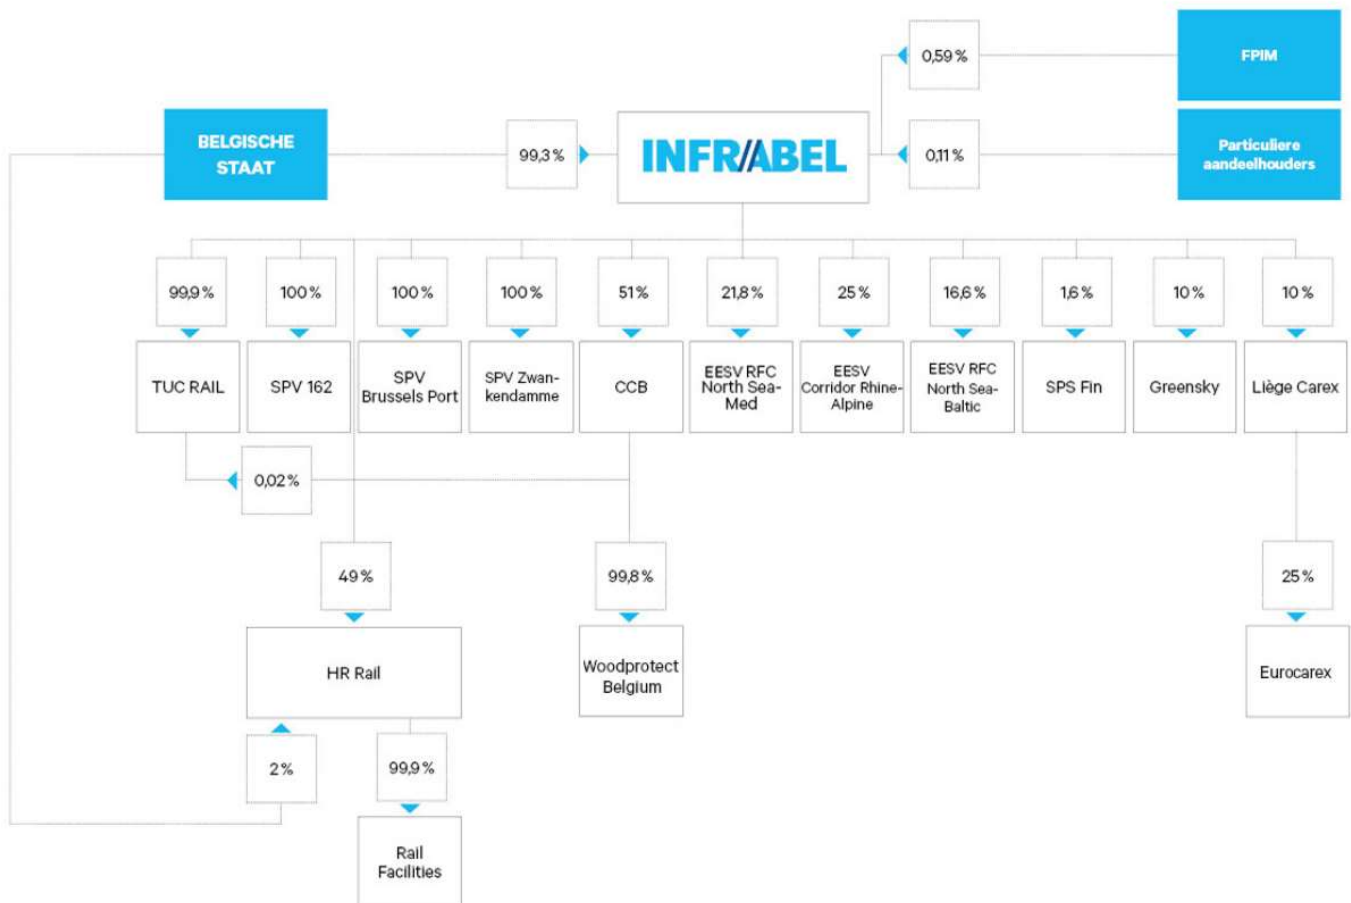 FPIM
0,59 %
BELGISCHE
STAAT
99,3 %
INFR//ABEL
0,11 %
Particuliere
aandeelhouders
99,9 %
100 %
100 %
100 %
51 %
21,8 %
25 %
16,6 %
1,6 %
10 %
10 %
TUC RAIL
SPV 162
SPV
Brussels Port
SPV Zwan-
kendamme
CCB
EESV RFC
North Sea-
Med
EESV
Corridor Rhine-
Alpine
EESV RFC
North Sea-
Baltic
SPS Fin
Greensky
Liège Carex
0,02 %
49 %
99,8 %
25 %
HR Rail
Woodprotect
Belgium
Eurocarex
2 %
99,9 %
Rail
Facilities